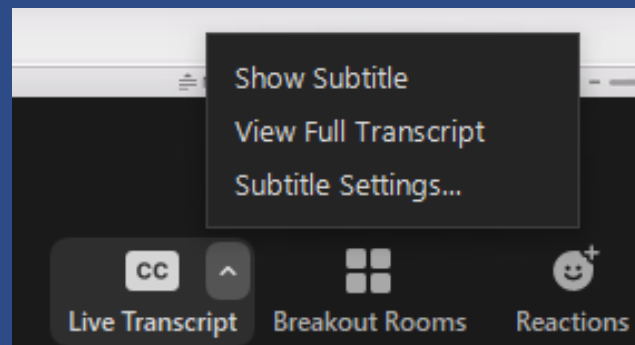 Show Subtitle
View Full Transcript
Subtitle Settings...
CC
Live Transcript
Breakout Rooms
Reactions